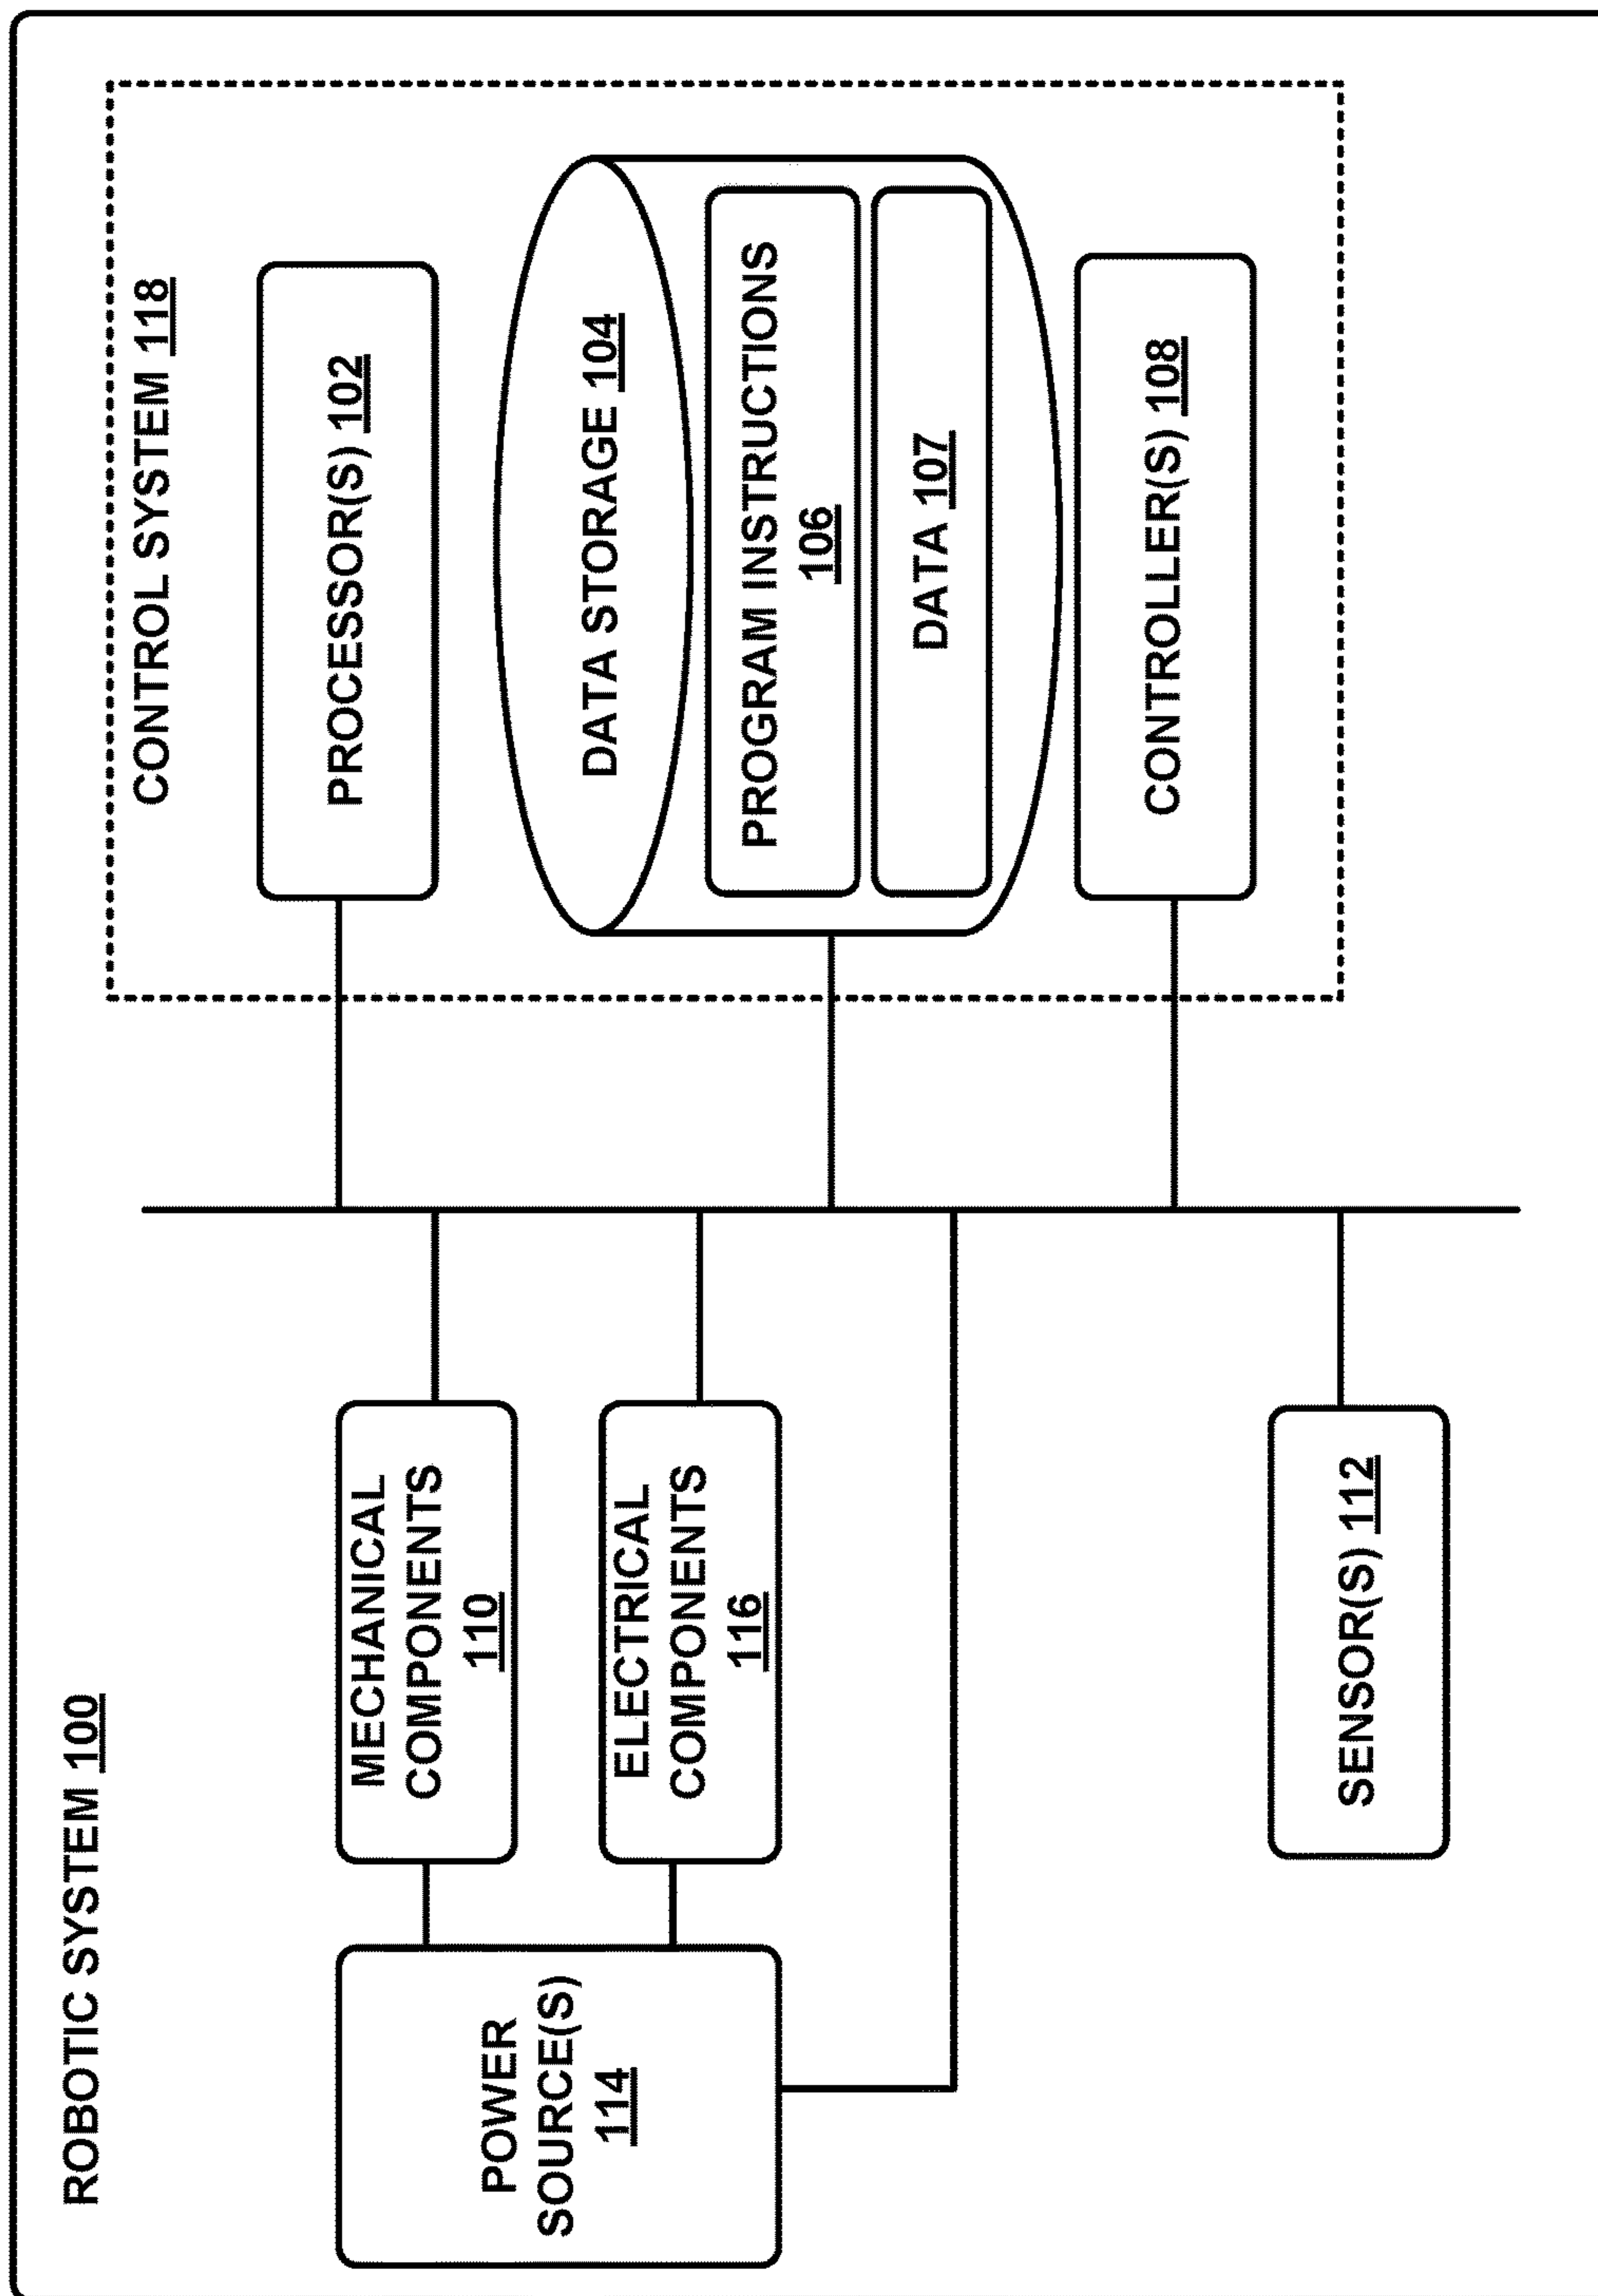 ROBOTIC SYSTEM 100
CONTROL SYSTEM 118
MECHANICAL
COMPONENTS
110
PROCESSOR(S) 102
POWER
SOURCE(S)
114
ELECTRICAL
COMPONENTS
116
DATA STORAGE 104
PROGRAM INSTRUCTIONS
106
DATA 107
SENSOR(S) 112
CONTROLLER(S) 108